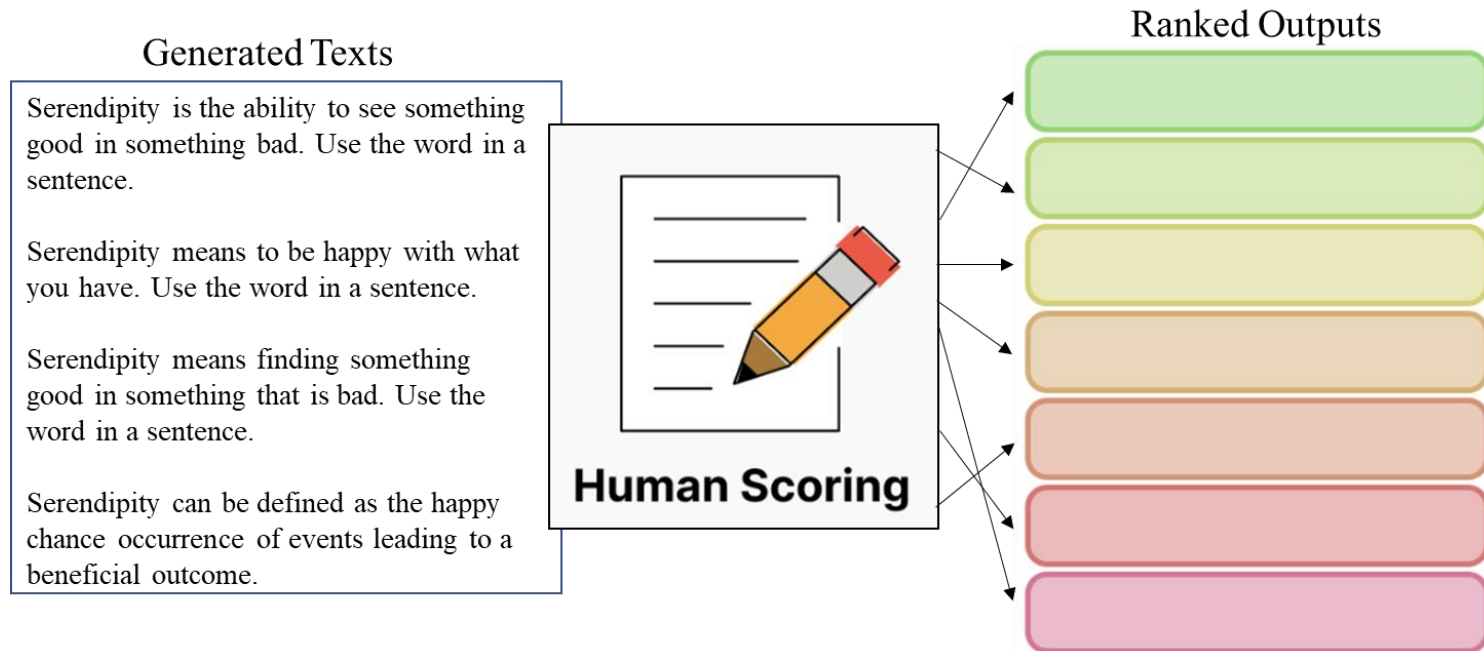 Generated Texts
Serendipity is the ability to see something
good in something bad. Use the word in a
sentence.
Serendipity means to be happy with what
you have. Use the word in a sentence.
Serendipity means finding something
good in something that is bad. Use the
word in a sentence.
Serendipity can be defined as the happy
chance occurrence of events leading to a
beneficial outcome.
Human Scoring
Ranked Outputs